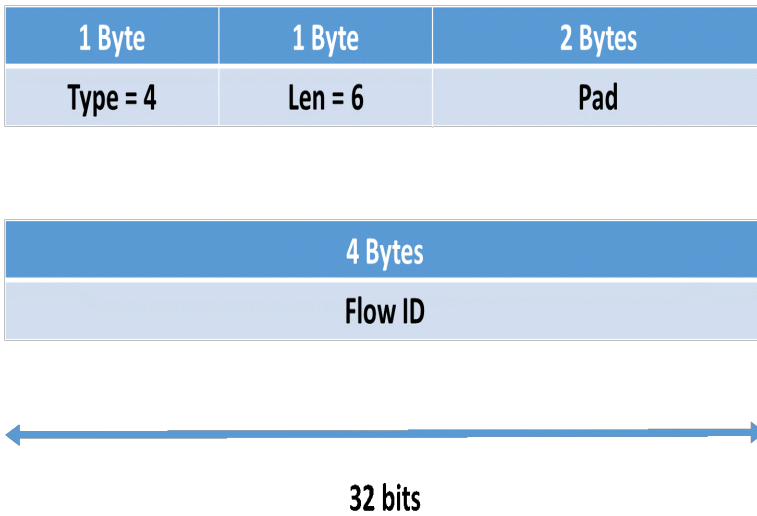 1 Byte 1 Byte 2 Bytes
Type = 4 Len = 6 Pad
4 Bytes
Flow ID
32 bits